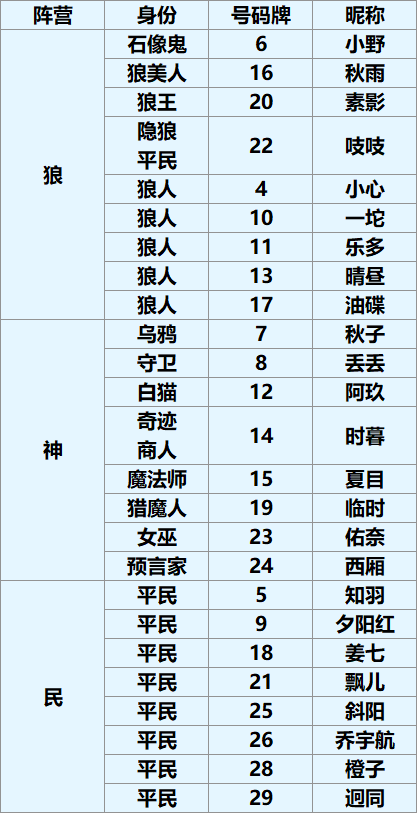 阵营 身份 号码牌 昵称
狼
石像鬼 6 小野
狼美人 16 秋雨
狼王 20 素影
隐狼
平民 22 吱吱
狼人 4 小心
狼人 10 一坨
狼人 11 乐多
狼人 13 晴昼
狼人 17 油碟
神
乌鸦 7 秋子
守卫 8 丢丢
白猫 12 阿玖
奇迹
商人 14 时暮
魔法师 15 夏目
猎魔人 19 临时
女巫 23 佑奈
预言家 24 西厢
民
平民 5 知羽
平民 9 夕阳红
平民 18 姜七
平民 21 飘儿
平民 25 斜阳
平民 26 乔宇航
平民 28 橙子
平民 29 迥同